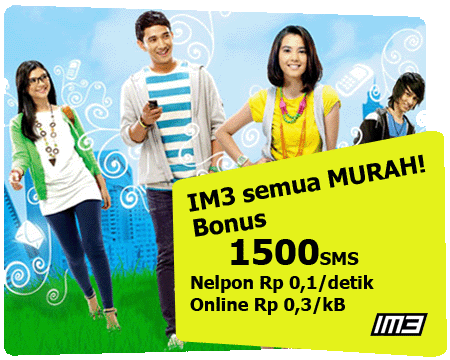 IM3 semua MURAH!
Bonus
1500SMS
Nelpon Rp 0,1/detik
Online Rp 0,3/kB
IM3